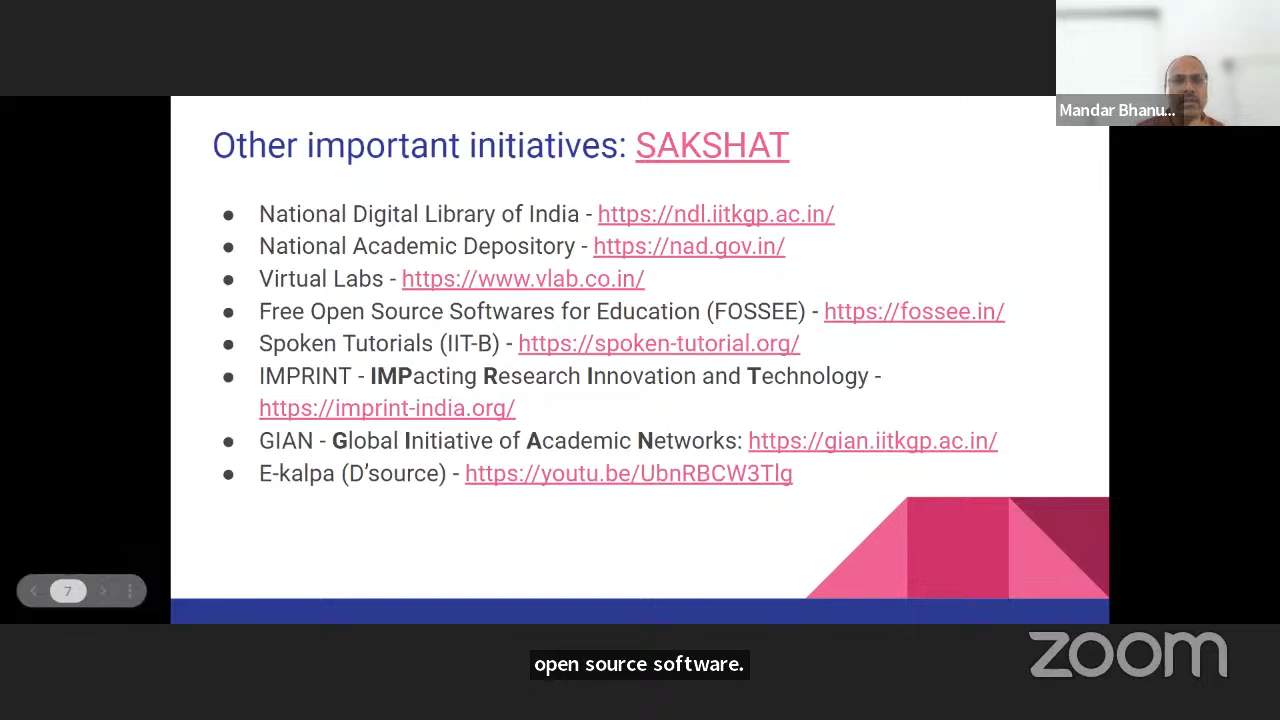 Mandar Bhanu...
Other important initiatives: SAKSHAT
● National Digital Library of India - https://ndl.iitkgp.ac.in/
● National Academic Depository - https://nad.gov.in/
● Virtual Labs - https://www.vlab.co.in/
● Free Open Source Softwares for Education (FOSSEE) - https://fossee.in/
● Spoken Tutorials (IIT-B) - https://spoken-tutorial.org/
● IMPRINT - IMPacting Research Innovation and Technology -
https://imprint-india.org/
● GIAN - Global Initiative of Academic Networks: https://gian.iitkgp.ac.in/
● E-kalpa (D’source) - https://youtu.be/UbnRBCW3Tlg
7
open source software.
zoom